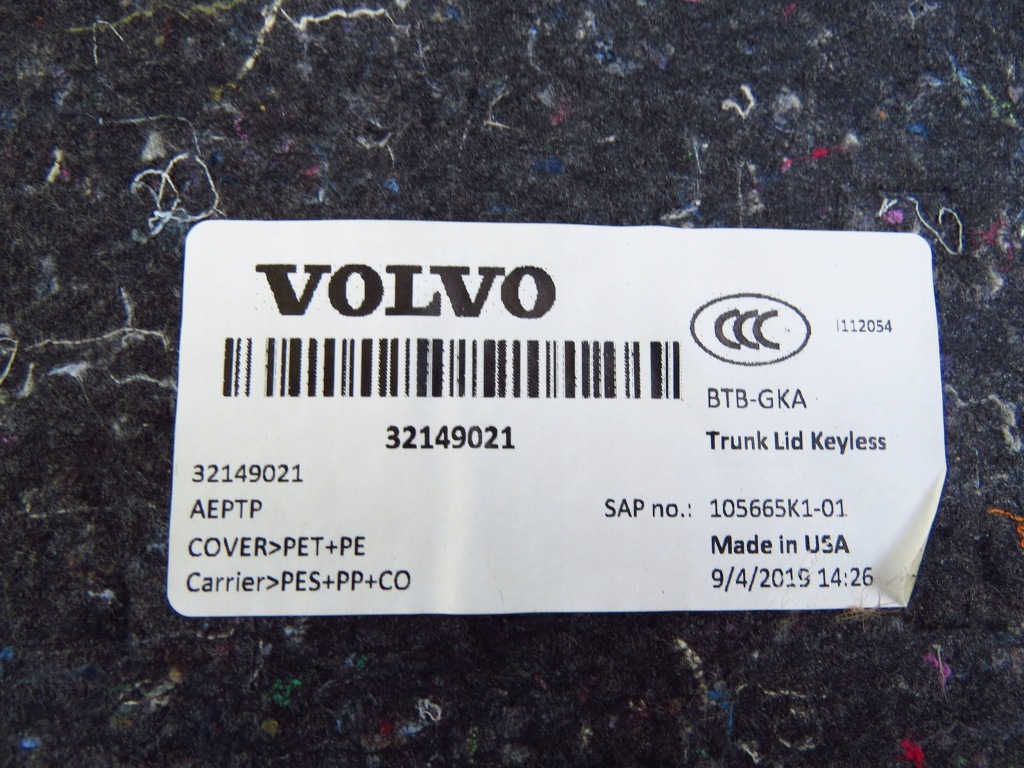 VOLVO
CCC
I112054
BTB-GKA
32149021
Trunk Lid Keyless
32149021
AEPTP
SAP no.: 105665K1-01
COVER>PET+PE
Made in USA
Carrier>PES+PP+CO
9/4/2019 14:26